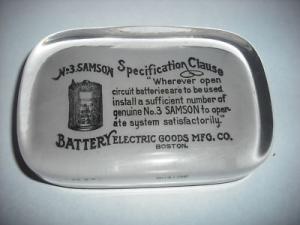 No.3 SAMSON Specification Clause
"Wherever open
circuit batteries are to be used
install a sufficient number of
genuine No.3 SAMSON to oper-
ate system satisfactorily."
BATTERY ELECTRIC GOODS MFG. CO.
BOSTON.